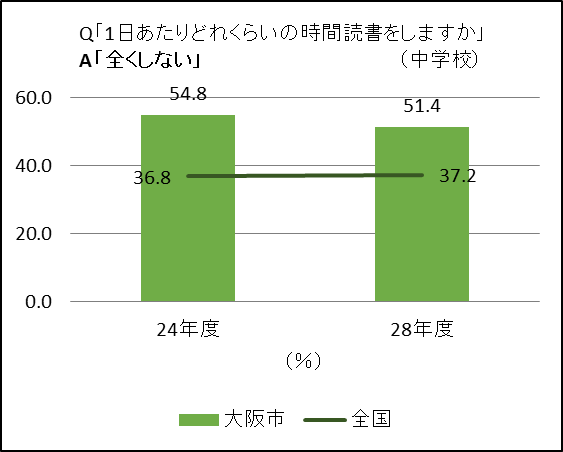 Q「1日あたりどれくらいの時間読書をしますか」
A「全くしない」 （中学校）
60.0
54.8
51.4
40.0
36.8
37.2
20.0
0.0
24年度 28年度
（％）
大阪市 全国